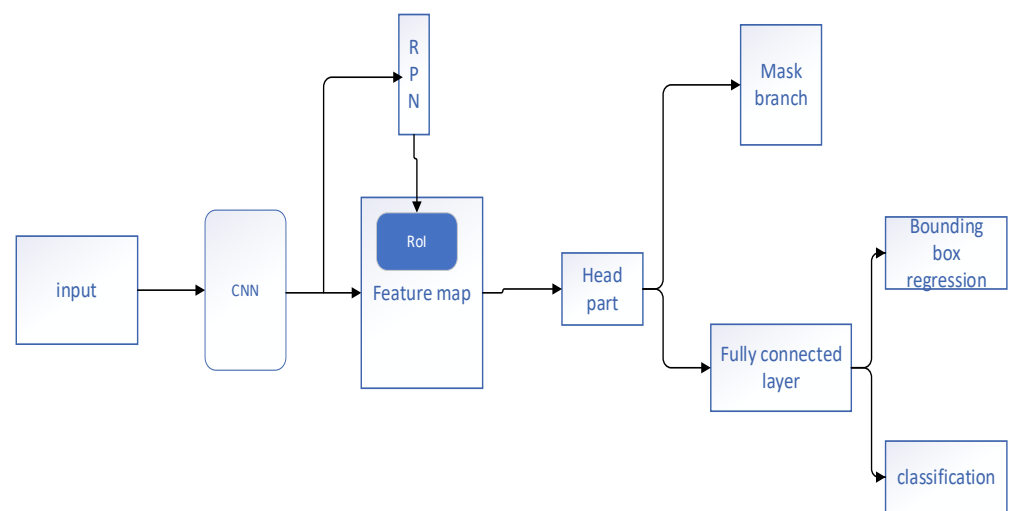 R
P
N
Mask
branch
input
CNN
RoI
Feature map
Head
part
Bounding
box
regression
Fully connected
layer
classification